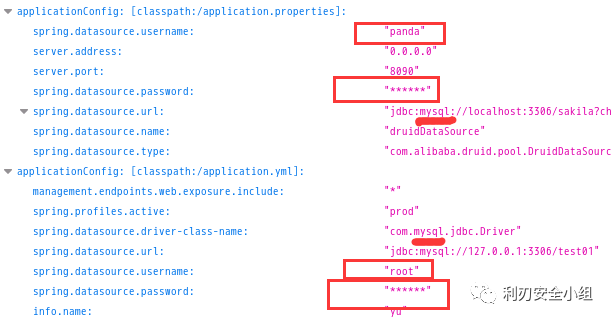 applicationConfig: [classpath:/application.properties]:
spring.datasource.username: "panda"
server.address: "0.0.0.0"
server.port: "8090"
spring.datasource.password: "******"
spring.datasource.url: "jdbc:mysql://localhost:3306/sakila?ch
spring.datasource.name: "druidDataSource"
spring.datasource.type: "com.alibaba.druid.pool.DruidDataSourc
applicationConfig: [classpath:/application.yml]:
management.endpoints.web.exposure.include: "*"
spring.profiles.active: "prod"
spring.datasource.driver-class-name: "com.mysql.jdbc.Driver"
spring.datasource.url: "jdbc:mysql://127.0.0.1:3306/test01"
spring.datasource.username: "root"
spring.datasource.password: "******"
info.name: "yu"
利刃安全小组